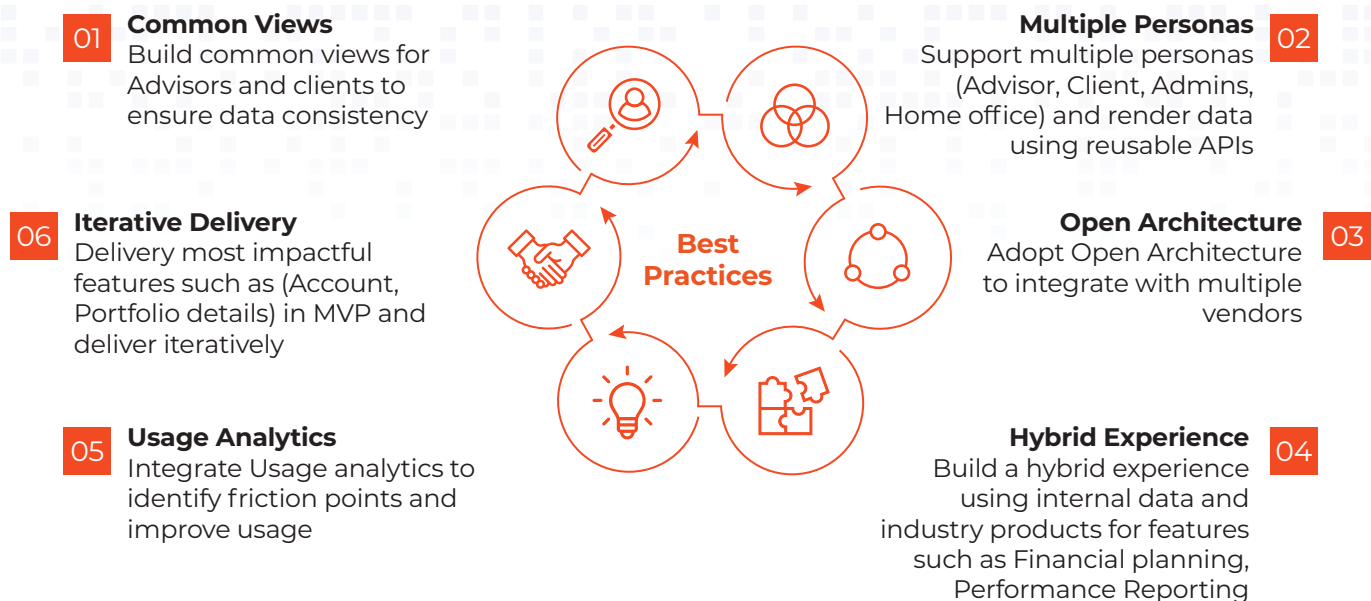 01
Common Views
Build common views for
Advisors and clients to
ensure data consistency
Multiple Personas
02
Support multiple personas
(Advisor, Client, Admins,
Home office) and render data
using reusable APIs
Open Architecture
03
Adopt Open Architecture
to integrate with multiple
vendors
Hybrid Experience
04
Build a hybrid experience
using internal data and
industry products for features
such as Financial planning,
Performance Reporting
05
Usage Analytics
Integrate Usage analytics to
identify friction points and
improve usage
06
Iterative Delivery
Delivery most impactful
features such as (Account,
Portfolio details) in MVP and
deliver iteratively
Best
Practices